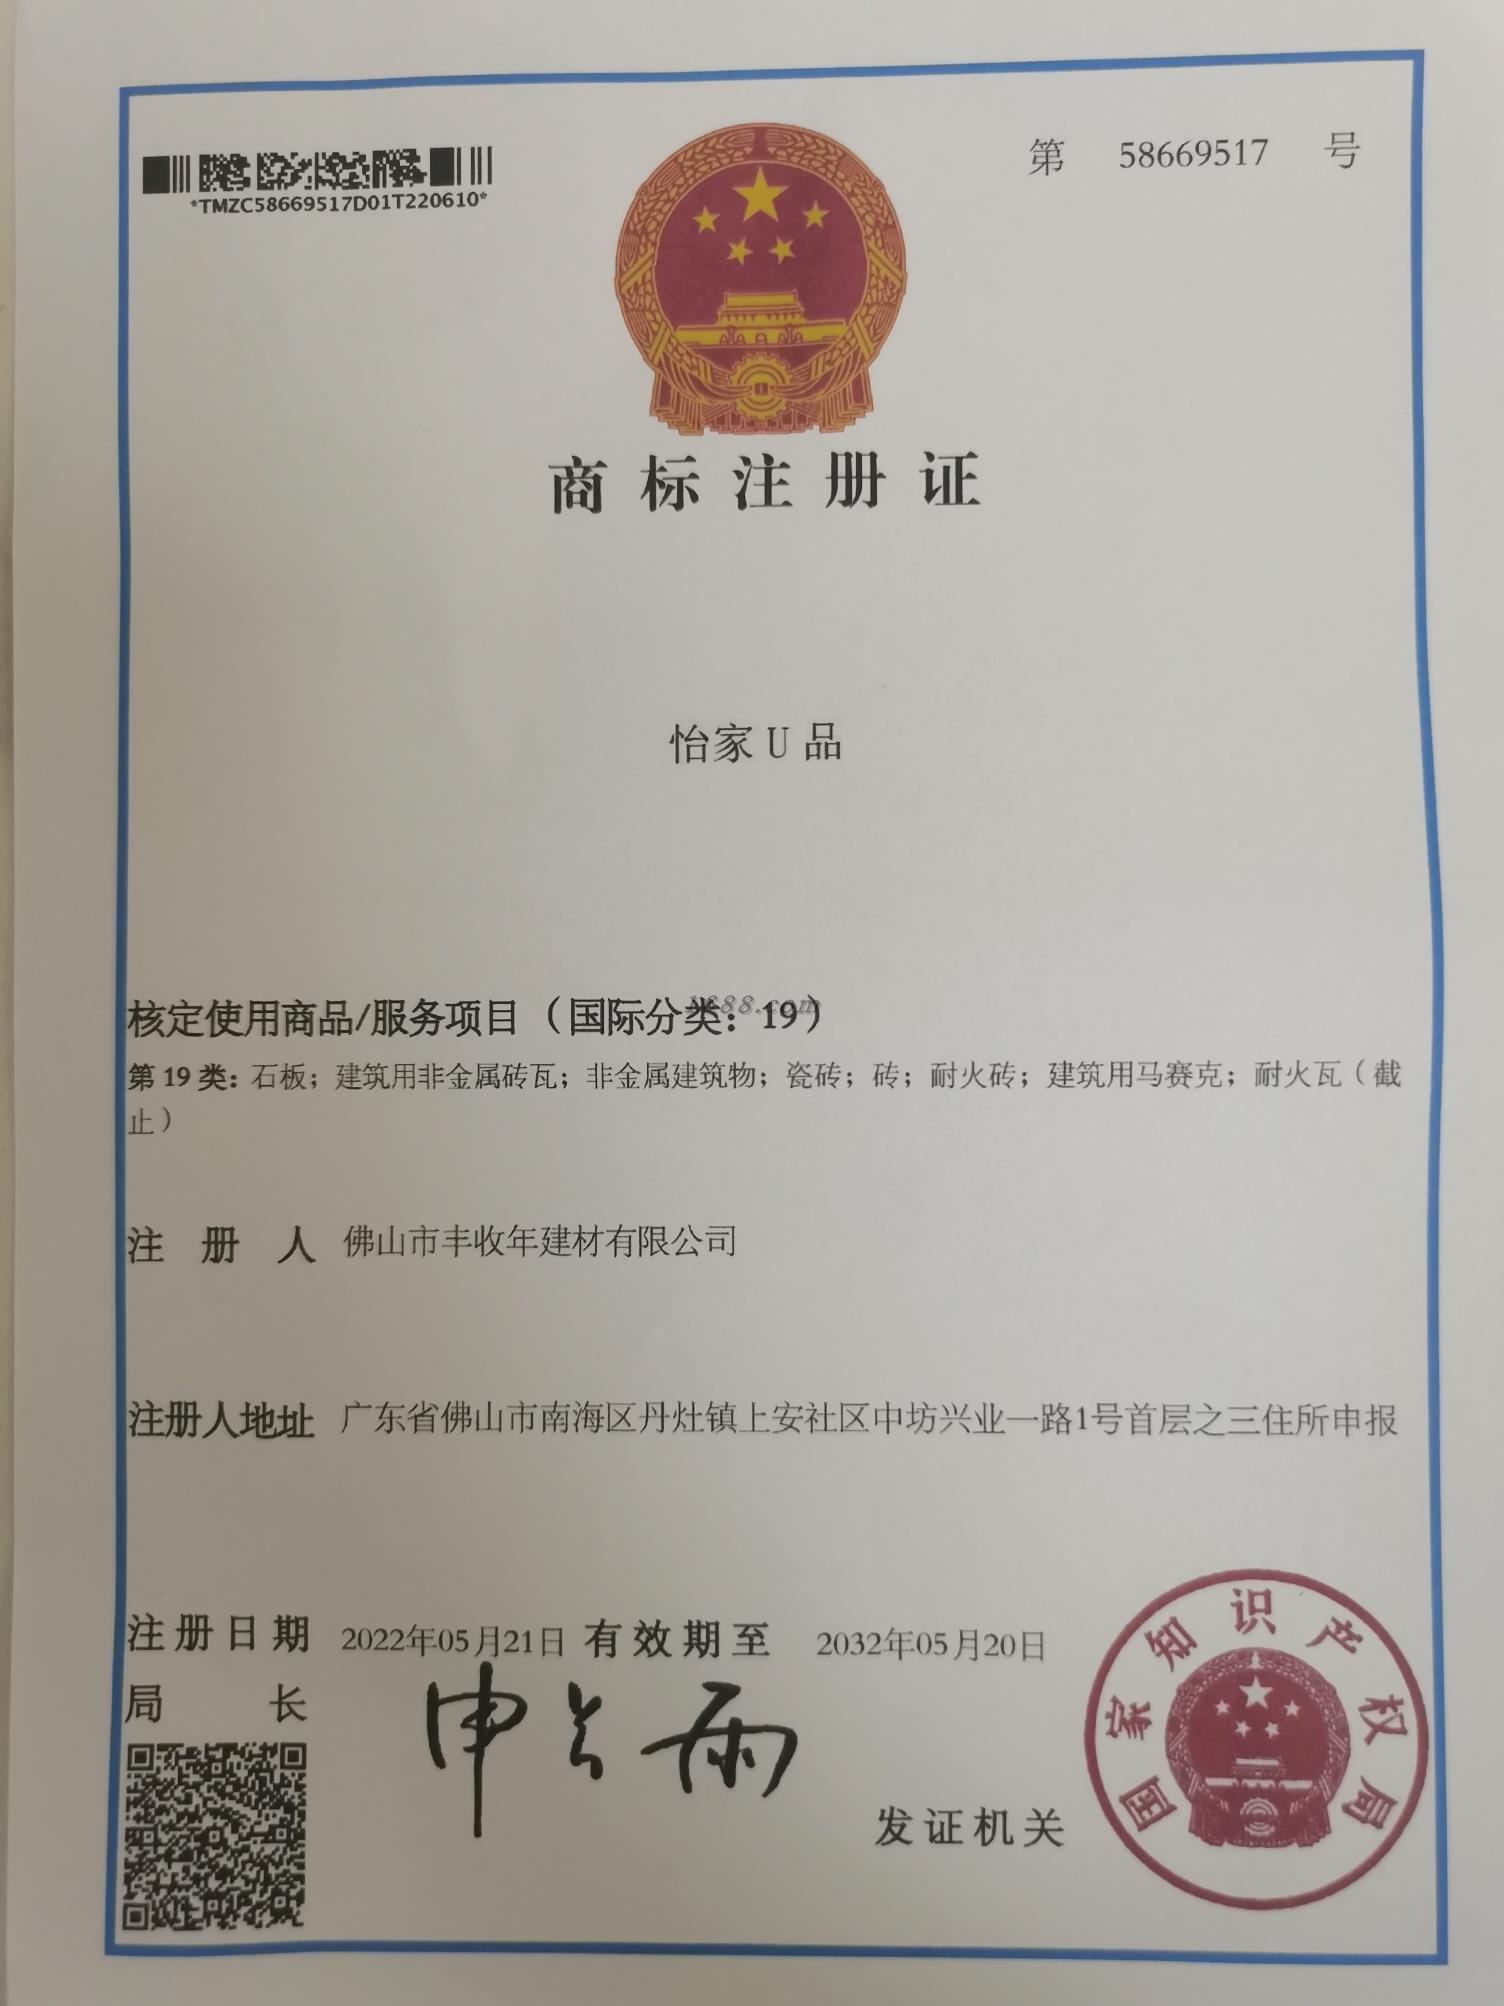 第 58669517 号
*TMZC58669517D01T220610*
商标注册证
怡家U品
1688.com
核定使用商品/服务项目（国际分类：19）
第19类：石板；建筑用非金属砖瓦；非金属建筑物；瓷砖；砖；耐火砖；建筑用马赛克；耐火瓦（截
止）
注册人 佛山市丰收年建材有限公司
注册人地址 广东省佛山市南海区丹灶镇上安社区中坊兴业一路1号首层之三住所申报
注册日期 2022年05月21日 有效期至 2032年05月20日
局长 申长雨
发证机关
国家知识产权局